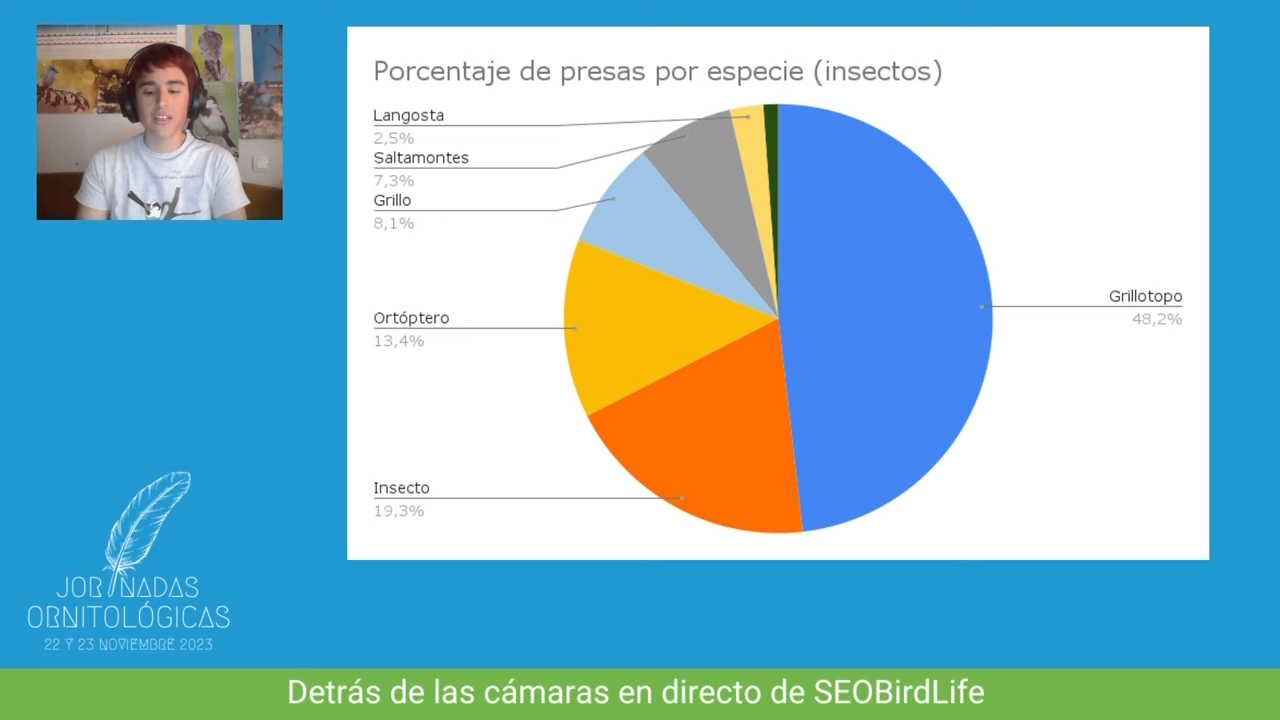 Porcentaje de presas por especie (insectos)
Langosta
2,5%
Saltamontes
7,3%
Grillo
8,1%
Ortóptero
13,4%
Insecto
19,3%
Grillotopo
48,2%
JORNADAS
ORNITOLÓGICAS
22 Y 23 NOVIEMBRE 2023
Detrás de las cámaras en directo de SEOBirdLife